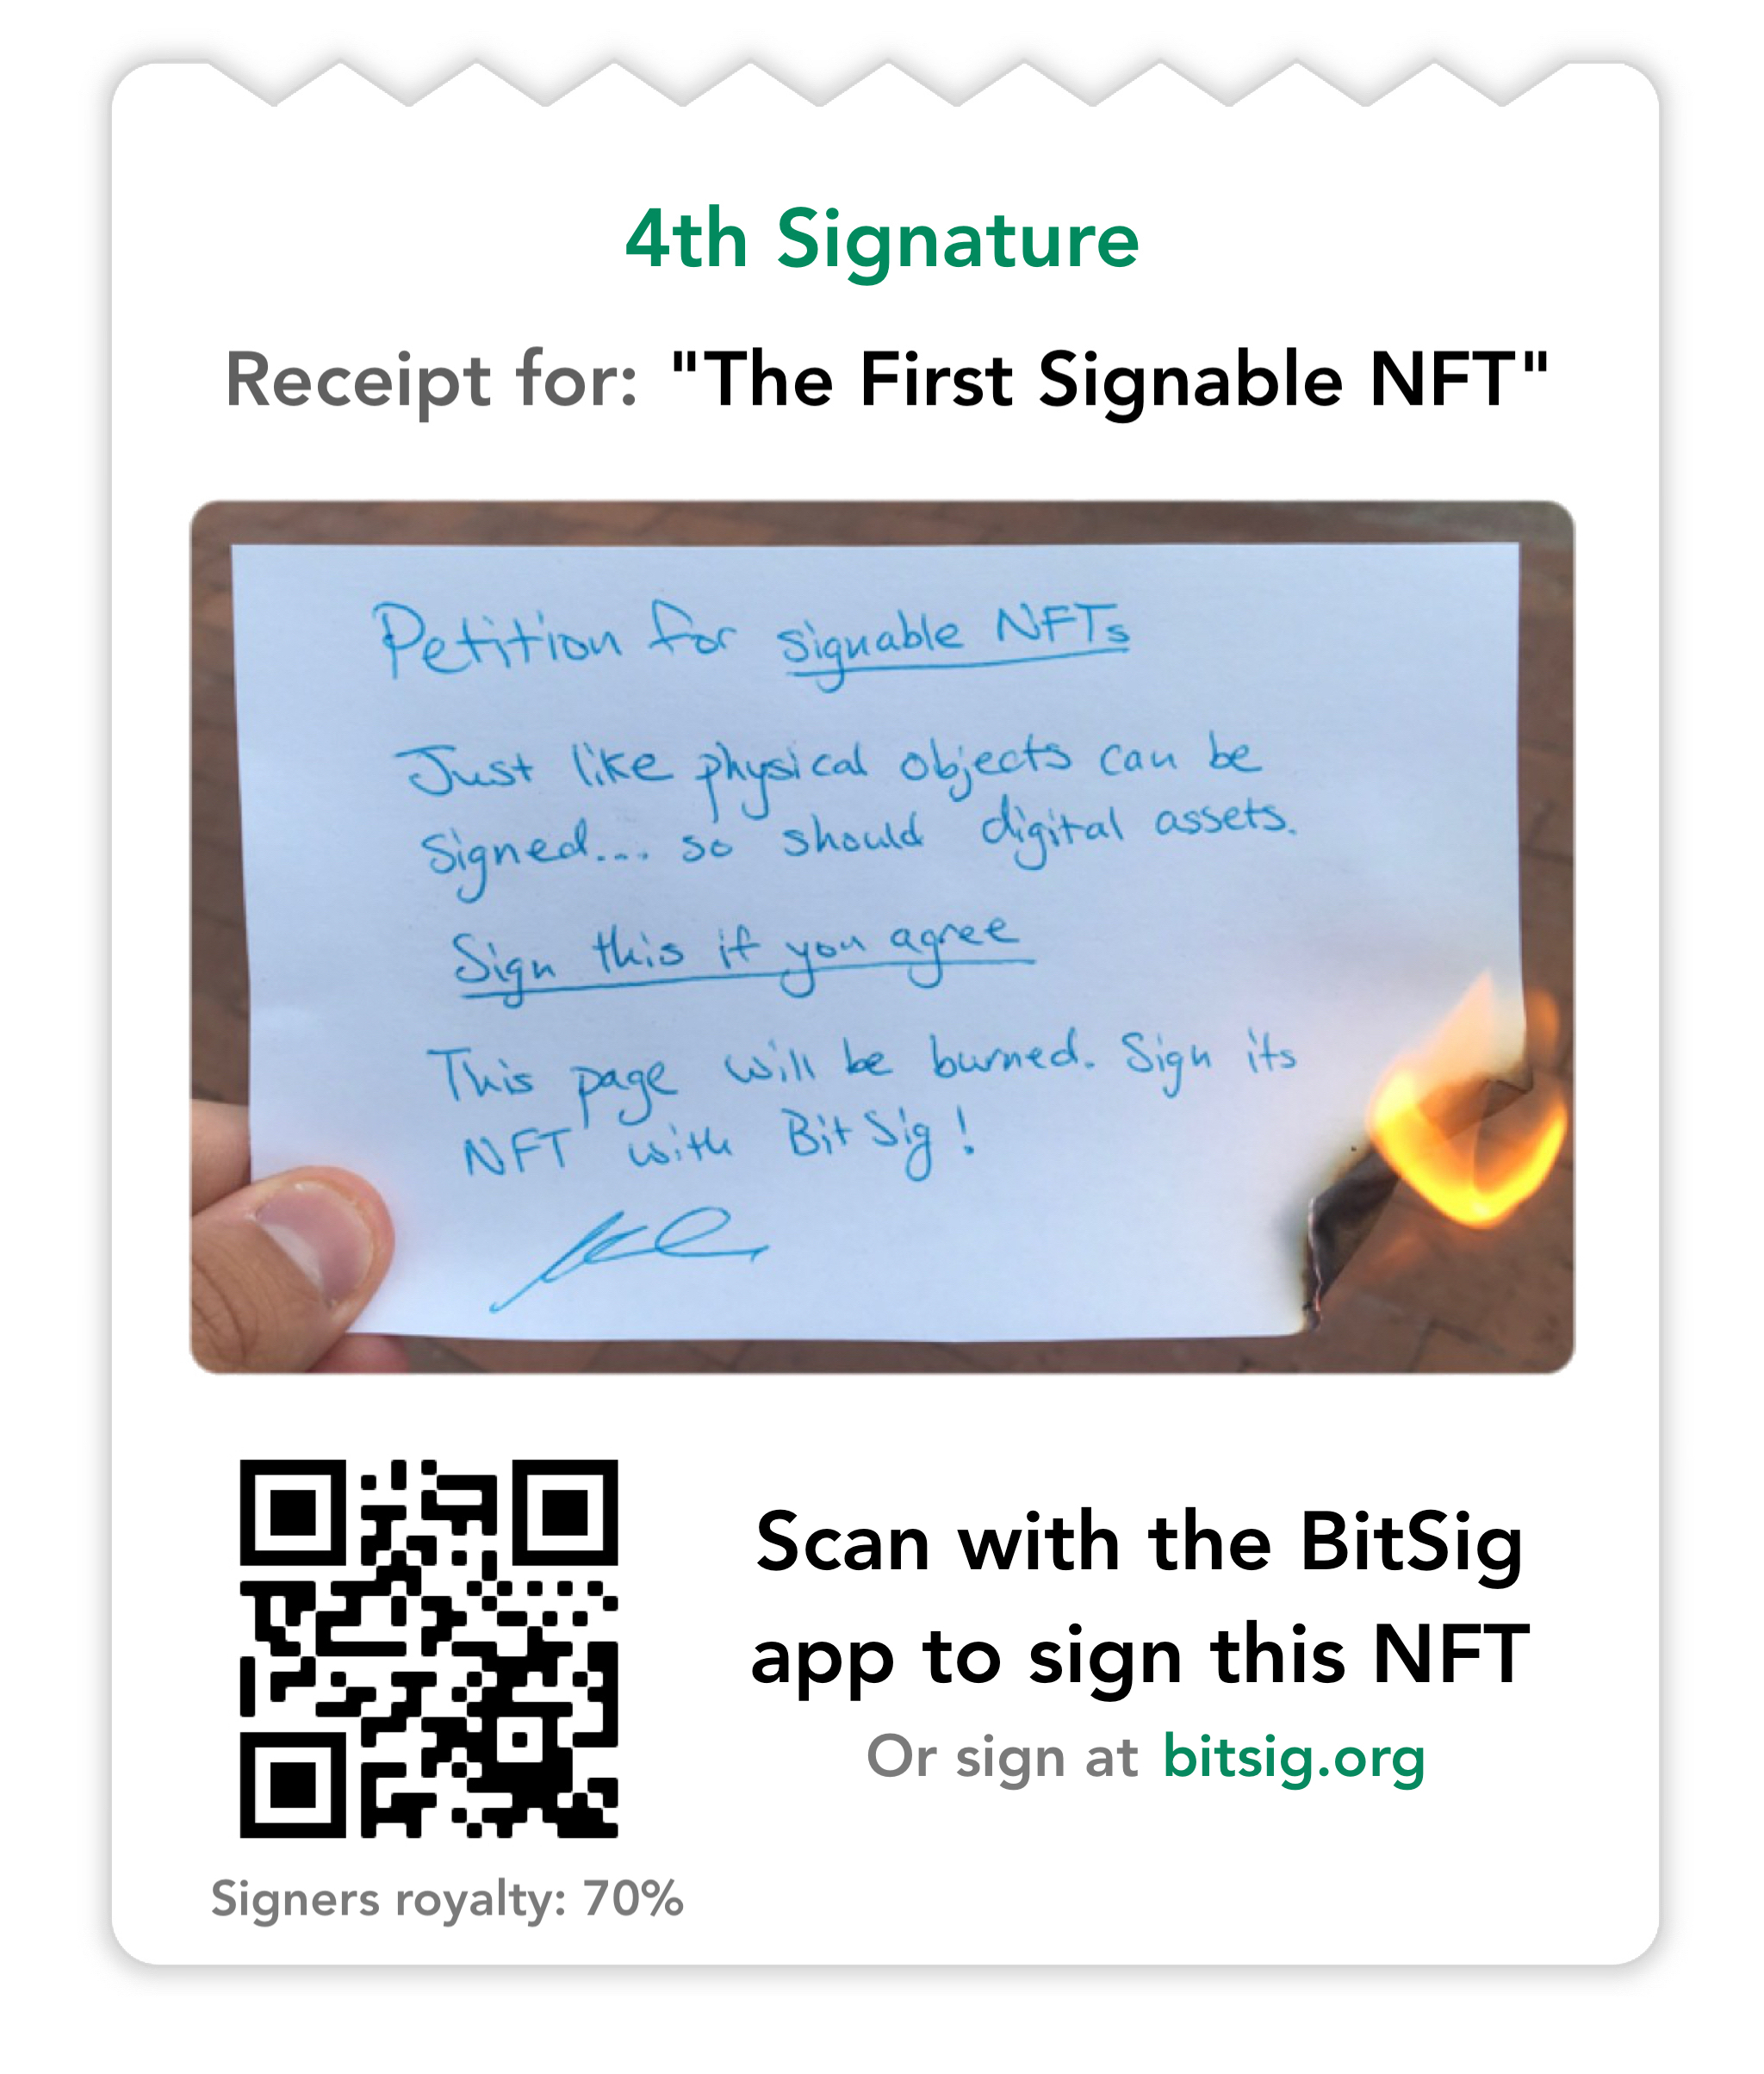 4th Signature
Receipt for: "The First Signable NFT"
Petition for signable NFTs
Just like physical objects can be
signed... so should digital assets.
Sign this if you agree
This page will be burned. Sign its
NFT with BitSig!
Scan with the BitSig
app to sign this NFT
Or sign at bitsig.org
Signers royalty: 70%